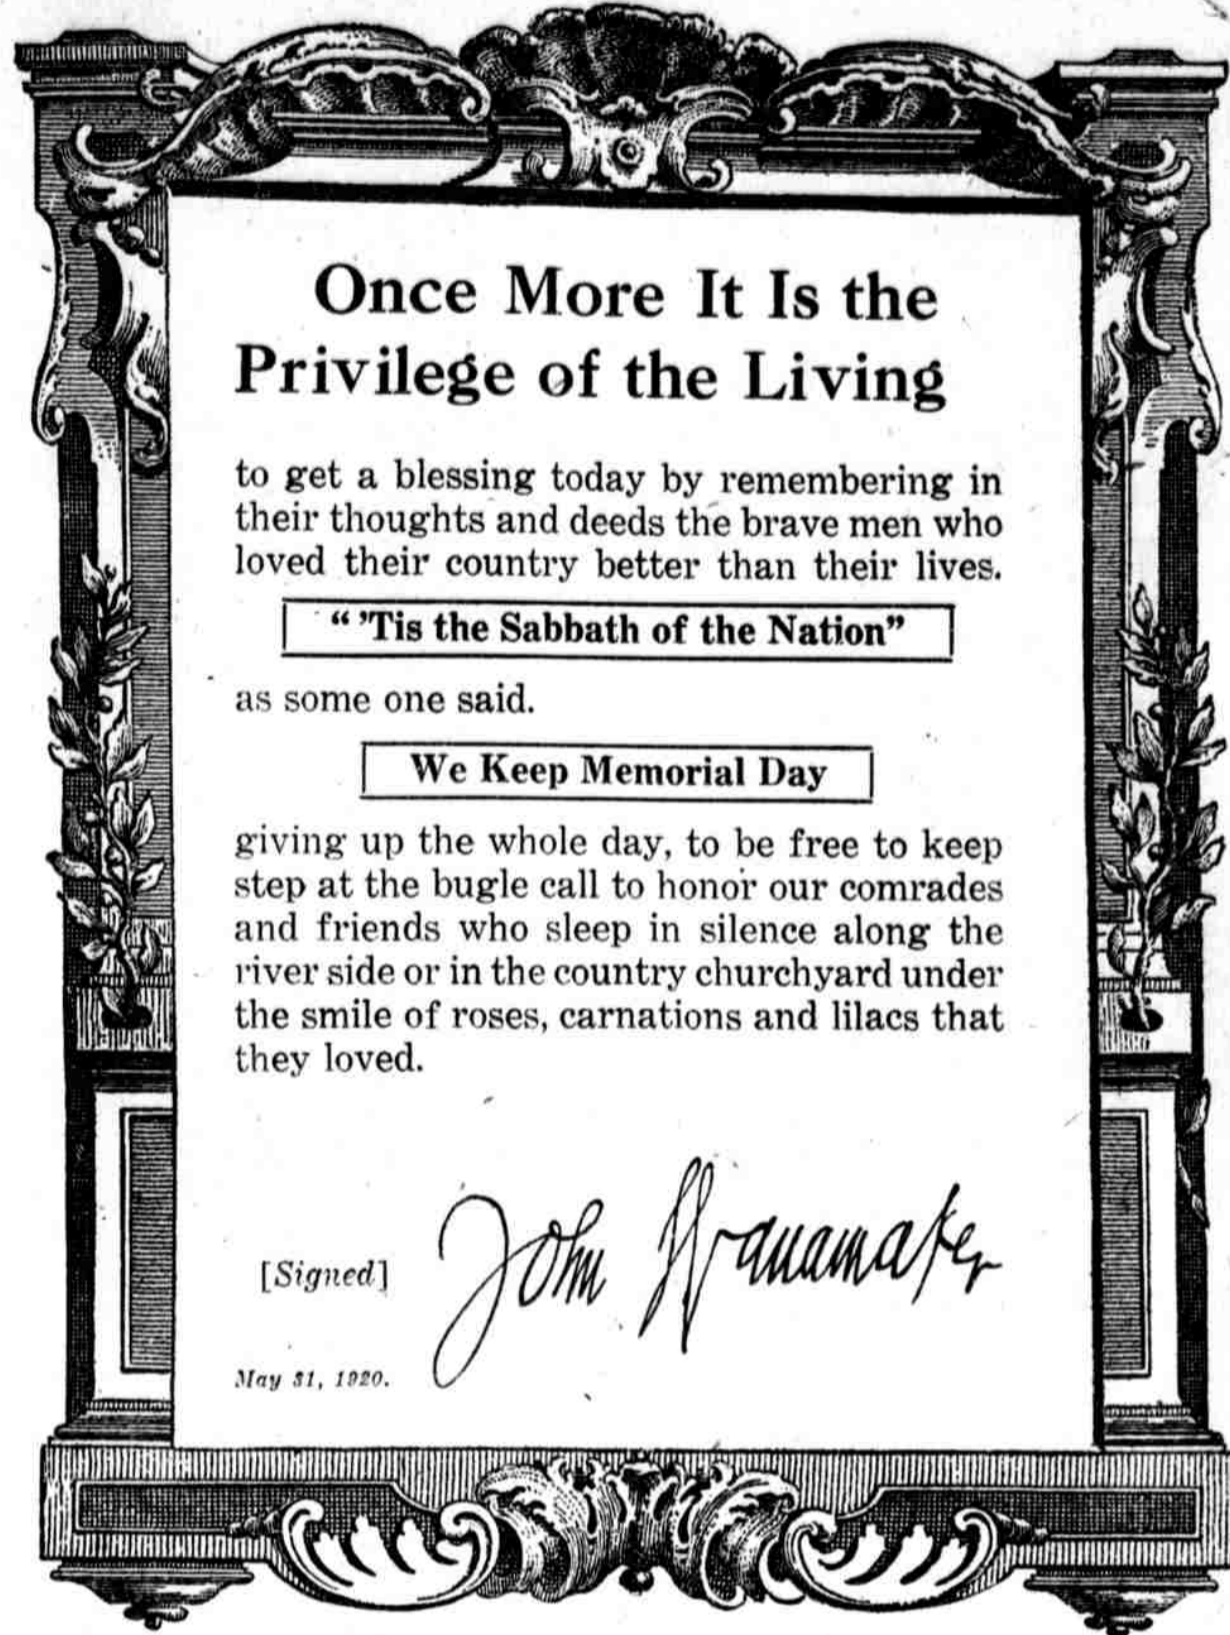 Once More It Is the
Privilege of the Living
to get a blessing today by remembering in
their thoughts and deeds the brave men who
loved their country better than their lives.
“ ’Tis the Sabbath of the Nation”
as some one said.
We Keep Memorial Day
giving up the whole day, to be free to keep
step at the bugle call to honor our comrades
and friends who sleep in silence along the
river side or in the country churchyard under
the smile of roses, carnations and lilacs that
they loved.
[Signed] John Wanamaker
May 31, 1920.